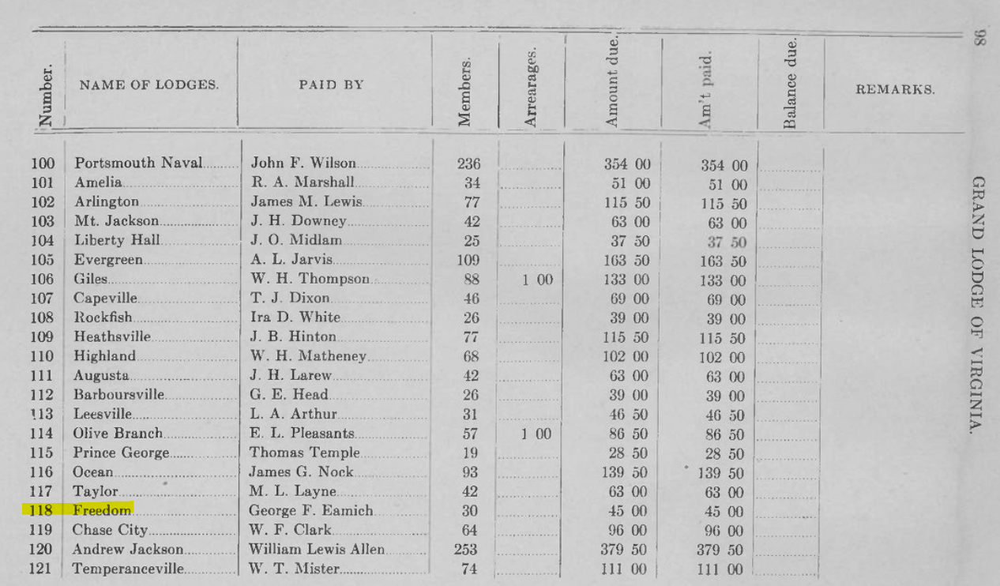 98
GRAND LODGE OF VIRGINIA.
Number. NAME OF LODGES. PAID BY Members. Arrearages. Amount due. Am't paid. Balance due. REMARKS.
100 Portsmouth Naval John F. Wilson 236 354 00 354 00
101 Amelia R. A. Marshall 34 51 00 51 00
102 Arlington James M. Lewis 77 115 50 115 50
103 Mt. Jackson J. H. Downey 42 63 00 63 00
104 Liberty Hall J. O. Midlam 25 37 50 37 50
105 Evergreen A. L. Jarvis 109 163 50 163 50
106 Giles W. H. Thompson 88 1 00 133 00 133 00
107 Capeville T. J. Dixon 46 69 00 69 00
108 Rockfish Ira D. White 26 39 00 39 00
109 Heathsville J. B. Hinton 77 115 50 115 50
110 Highland W. H. Matheney 68 102 00 102 00
111 Augusta J. H. Larew 42 63 00 63 00
112 Barboursville G. E. Head 26 39 00 39 00
113 Leesville L. A. Arthur 31 46 50 46 50
114 Olive Branch E. L. Pleasants 57 1 00 86 50 86 50
115 Prince George Thomas Temple 19 28 50 28 50
116 Ocean James G. Nock 93 139 50 139 50
117 Taylor M. L. Layne 42 63 00 63 00
118 Freedom George F. Eamich 30 45 00 45 00
119 Chase City W. F. Clark 64 96 00 96 00
120 Andrew Jackson William Lewis Allen 253 379 50 379 50
121 Temperanceville W. T. Mister 74 111 00 111 00